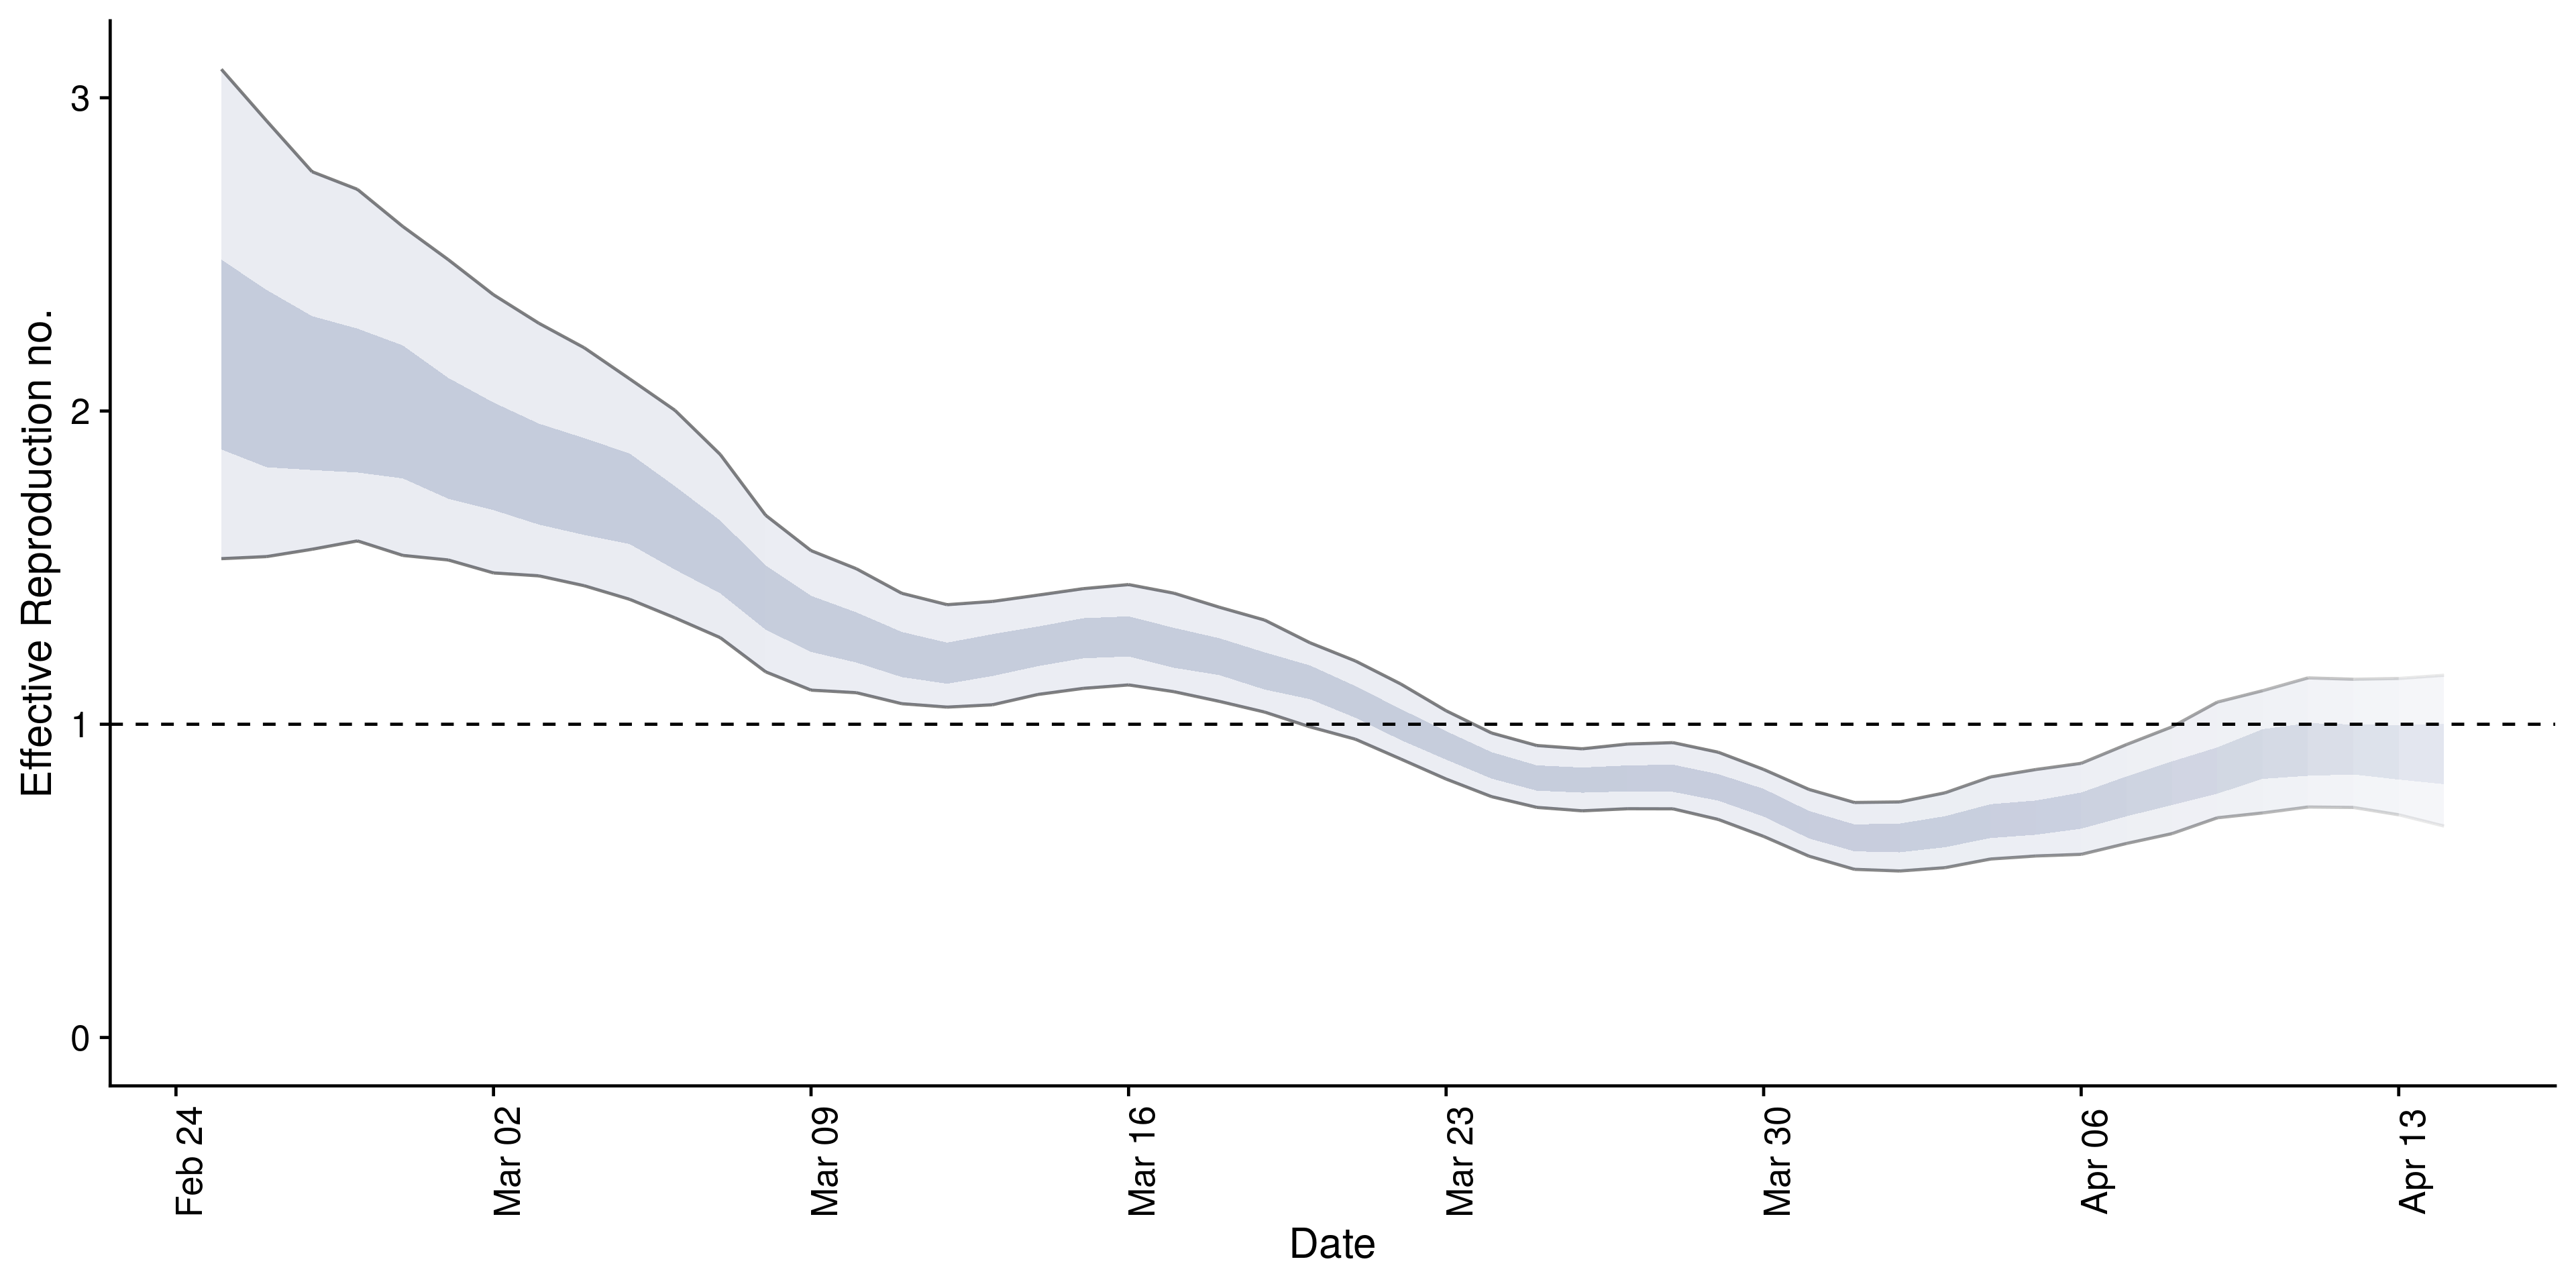 Effective Reproduction no.
3
2
1
0
Feb 24
Mar 02
Mar 09
Mar 16
Mar 23
Mar 30
Apr 06
Apr 13
Date